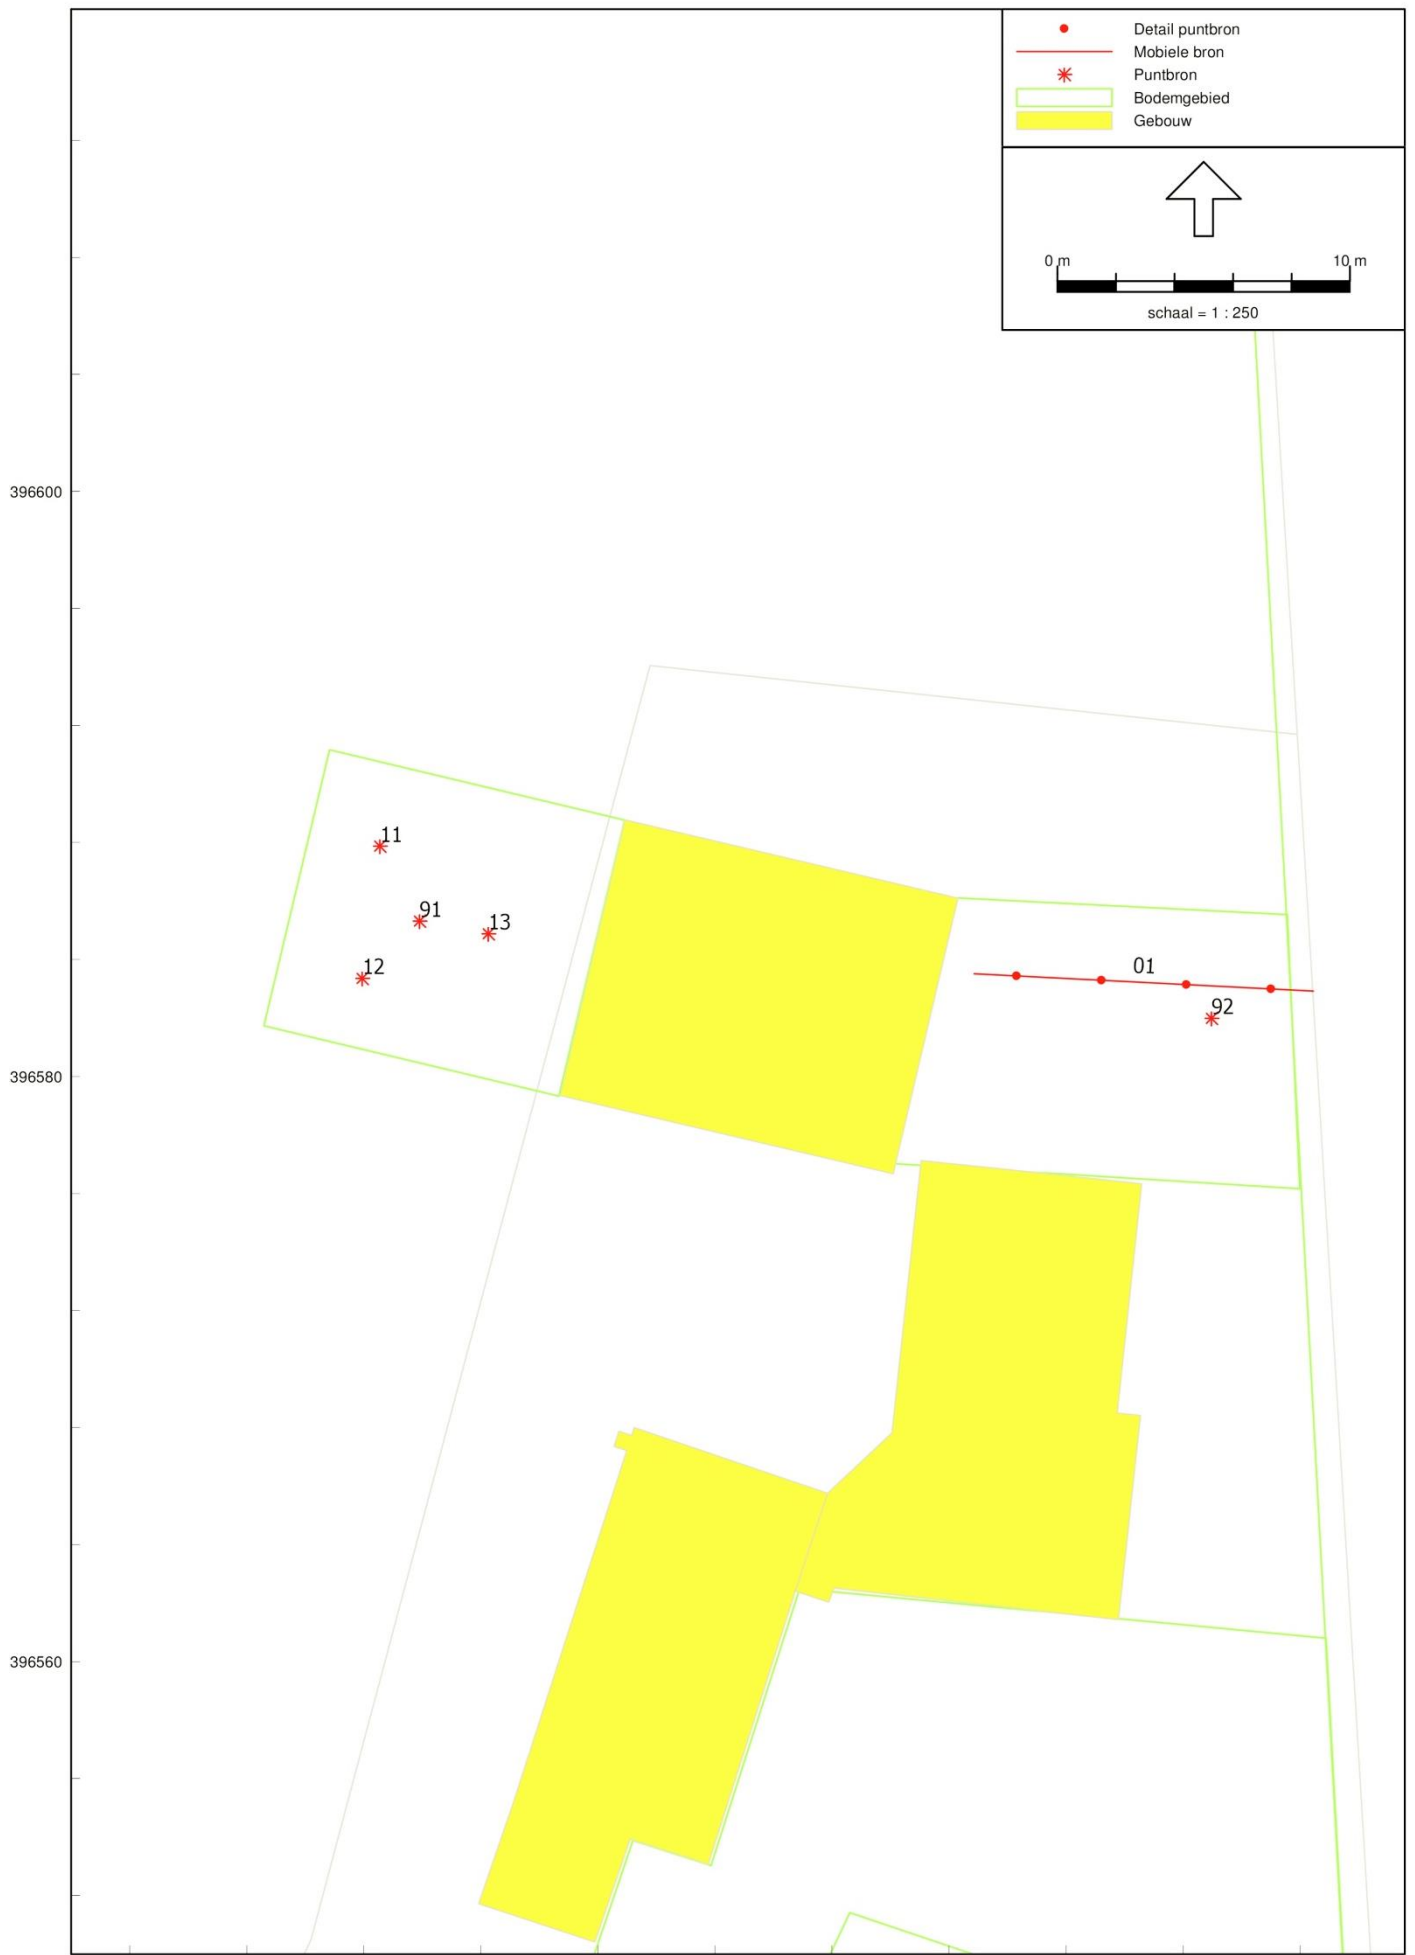 Detail puntbron
Mobiele bron
Puntbron
Bodemgebied
Gebouw
0 m 10 m
schaal = 1 : 250
396600
11
91
13
12
01
92
396580
396560